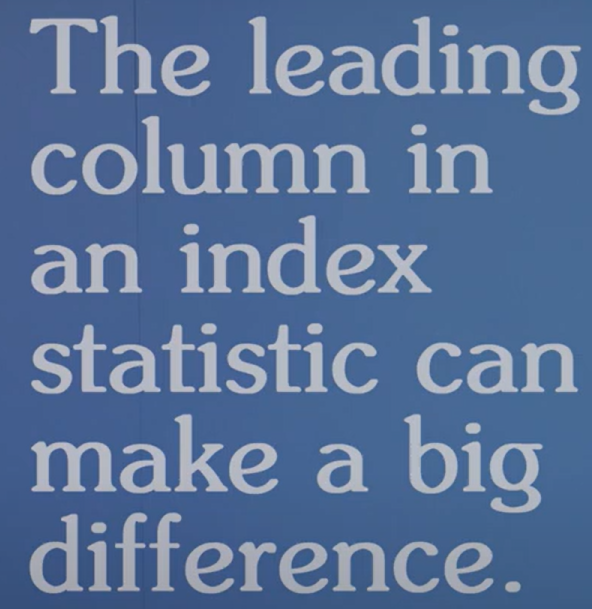 The leading
column in
an index
statistic can
make a big
difference.